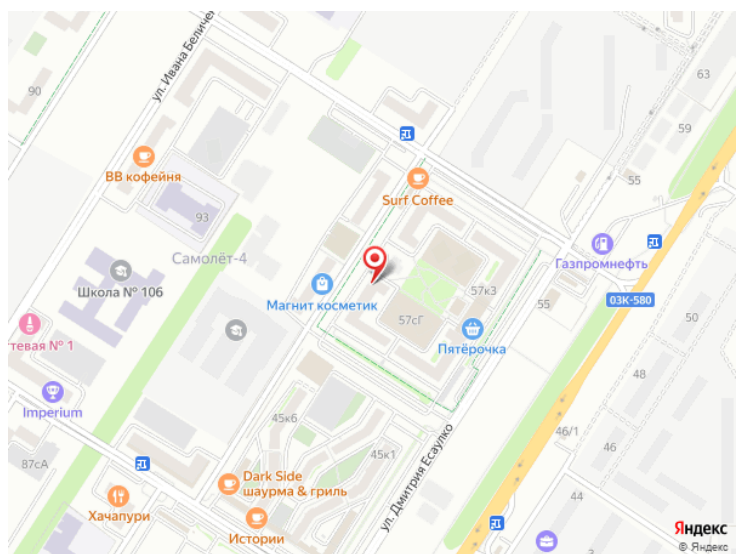 ул. Ивана Беличен
90
63
59
55
ВВ кофейня
Surf Coffee
93
Самолёт-4
Газпромнефть
Школа № 106
Магнит косметик
57к3
55
03К-580
57сГ
50
Пятёрочка
тевая № 1
Imperium
48
45к6
46/1
46
45к1
87сА
44
Dark Side
шаурма & гриль
ул. Дмитрия Есаулко
Хачапури
Истории
Яндекс
© Яндекс